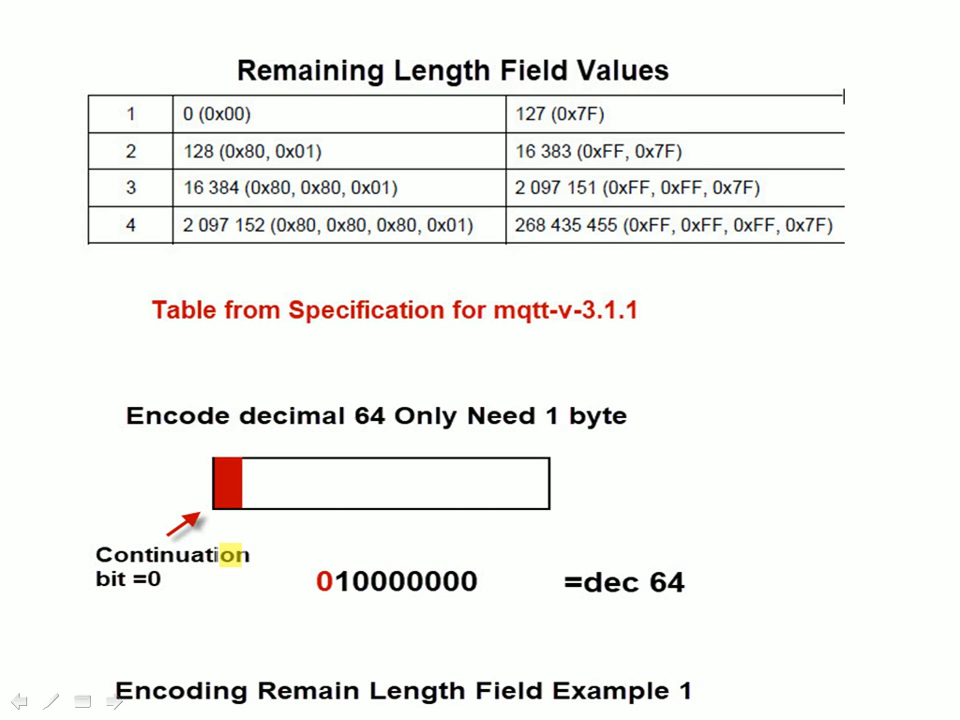 Remaining Length Field Values
1 0 (0x00) 127 (0x7F)
2 128 (0x80, 0x01) 16 383 (0xFF, 0x7F)
3 16 384 (0x80, 0x80, 0x01) 2 097 151 (0xFF, 0xFF, 0x7F)
4 2 097 152 (0x80, 0x80, 0x80, 0x01) 268 435 455 (0xFF, 0xFF, 0xFF, 0x7F)
Table from Specification for mqtt-v-3.1.1
Encode decimal 64 Only Need 1 byte
Continuation
bit =0
010000000 =dec 64
Encoding Remain Length Field Example 1